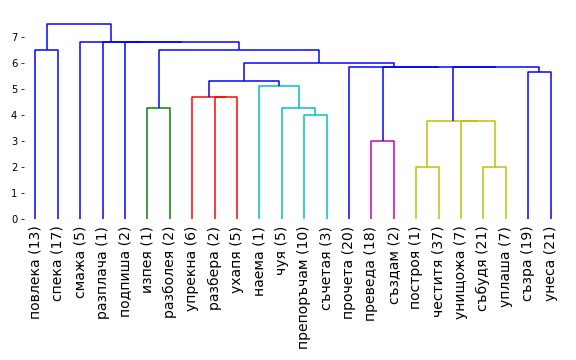 7
6
5
4
3
2
1
0
повлека (13)
спека (17)
смажа (5)
разплача (1)
подпиша (2)
изпея (1)
разболея (2)
упрекна (6)
разбера (2)
ухапя (5)
наема (1)
чуя (5)
препоръчам (10)
съчетая (3)
прочета (20)
преведа (18)
създам (2)
построя (1)
честитя (37)
унищожа (7)
събудя (21)
уплаша (7)
съзра (19)
унеса (21)